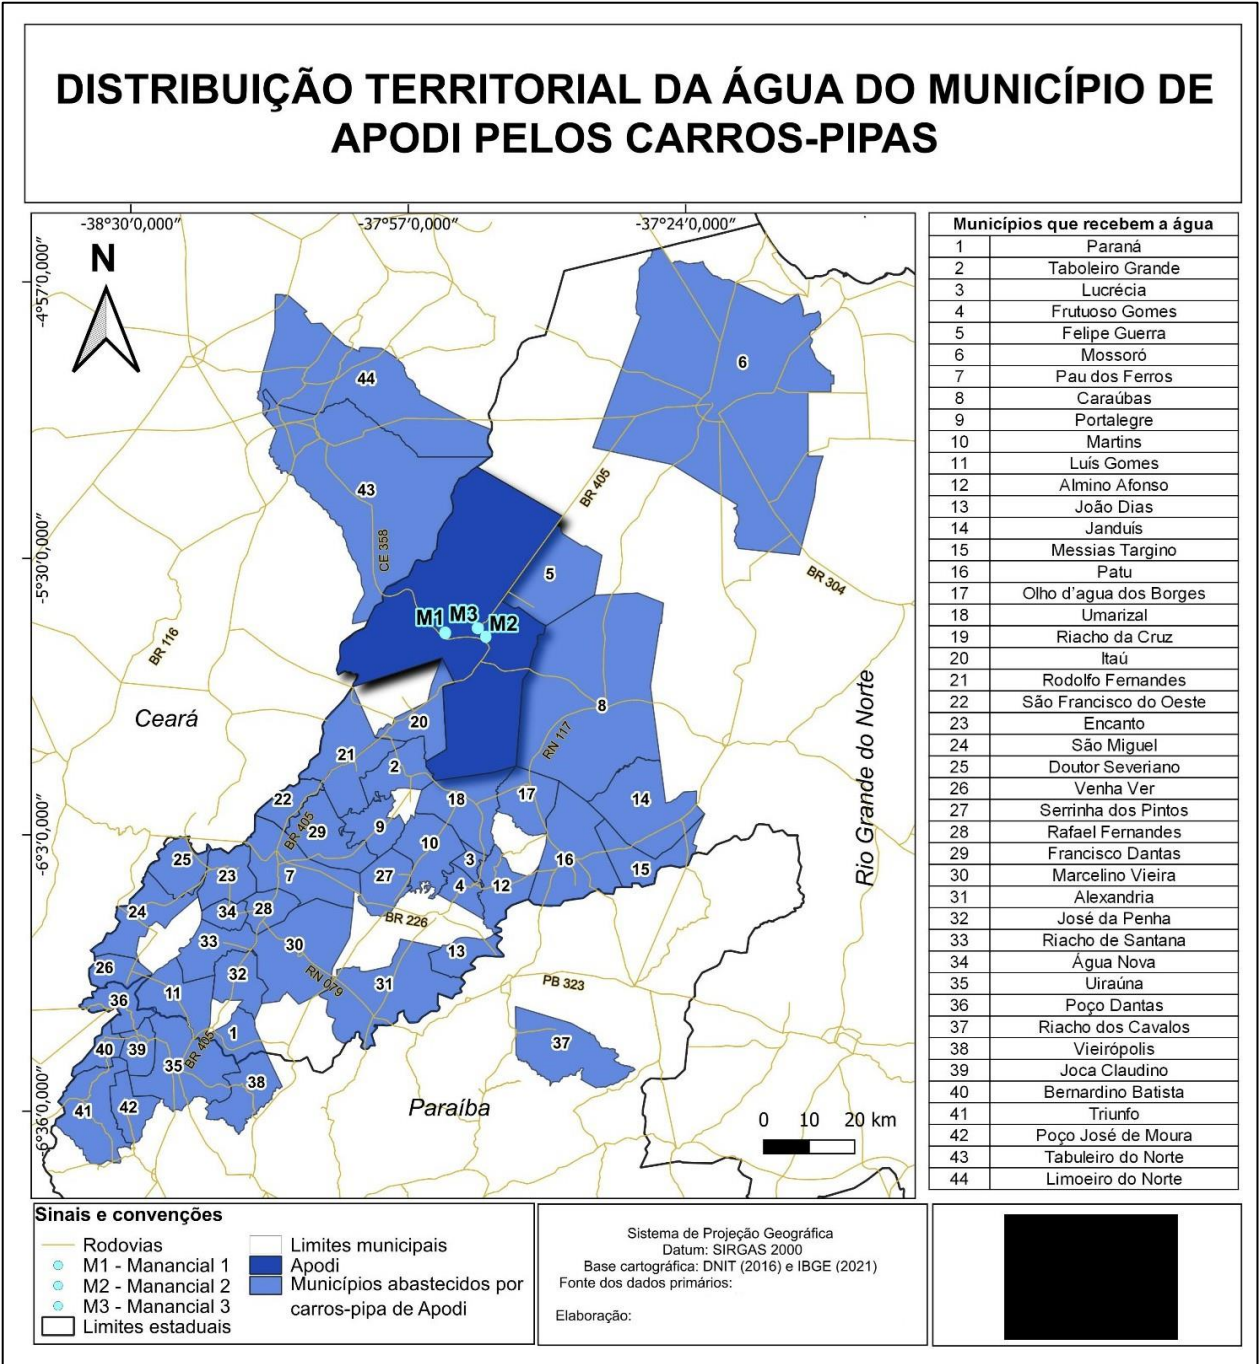 DISTRIBUIÇÃO TERRITORIAL DA ÁGUA DO MUNICÍPIO DE
APODI PELOS CARROS-PIPAS
-38°30'0,000"
-37°57'0,000"
-37°24'0,000"
-4°57'0,000"
-5°30'0,000"
-6°3'0,000"
-6°36'0,000"
N
44
6
43
BR 405
CE 358
5
BR 304
M1
M3
M2
BR 116
Ceará
8
20
RN 117
Rio Grande do Norte
21
2
22
18
17
14
BR 405
29
9
10
25
3
16
15
23
7
27
4
12
24
34
28
BR 226
33
30
13
26
32
31
RN 079
PB 323
36
11
1
37
40
39
BR 405
35
38
41
42
Paraíba
0 10 20 km
Municípios que recebem a água
1 Paraná
2 Taboleiro Grande
3 Lucrécia
4 Frutuoso Gomes
5 Felipe Guerra
6 Mossoró
7 Pau dos Ferros
8 Caraúbas
9 Portalegre
10 Martins
11 Luís Gomes
12 Almino Afonso
13 João Dias
14 Janduís
15 Messias Targino
16 Patu
17 Olho d'agua dos Borges
18 Umarizal
19 Riacho da Cruz
20 Itaú
21 Rodolfo Fernandes
22 São Francisco do Oeste
23 Encanto
24 São Miguel
25 Doutor Severiano
26 Venha Ver
27 Serrinha dos Pintos
28 Rafael Fernandes
29 Francisco Dantas
30 Marcelino Vieira
31 Alexandria
32 José da Penha
33 Riacho de Santana
34 Água Nova
35 Uiraúna
36 Poço Dantas
37 Riacho dos Cavalos
38 Vieirópolis
39 Joca Claudino
40 Bernardino Batista
41 Triunfo
42 Poço José de Moura
43 Tabuleiro do Norte
44 Limoeiro do Norte
Sinais e convenções
Rodovias
M1 - Manancial 1
M2 - Manancial 2
M3 - Manancial 3
Limites estaduais
Limites municipais
Apodi
Municípios abastecidos por
carros-pipa de Apodi
Sistema de Projeção Geográfica
Datum: SIRGAS 2000
Base cartográfica: DNIT (2016) e IBGE (2021)
Fonte dos dados primários:
Elaboração: